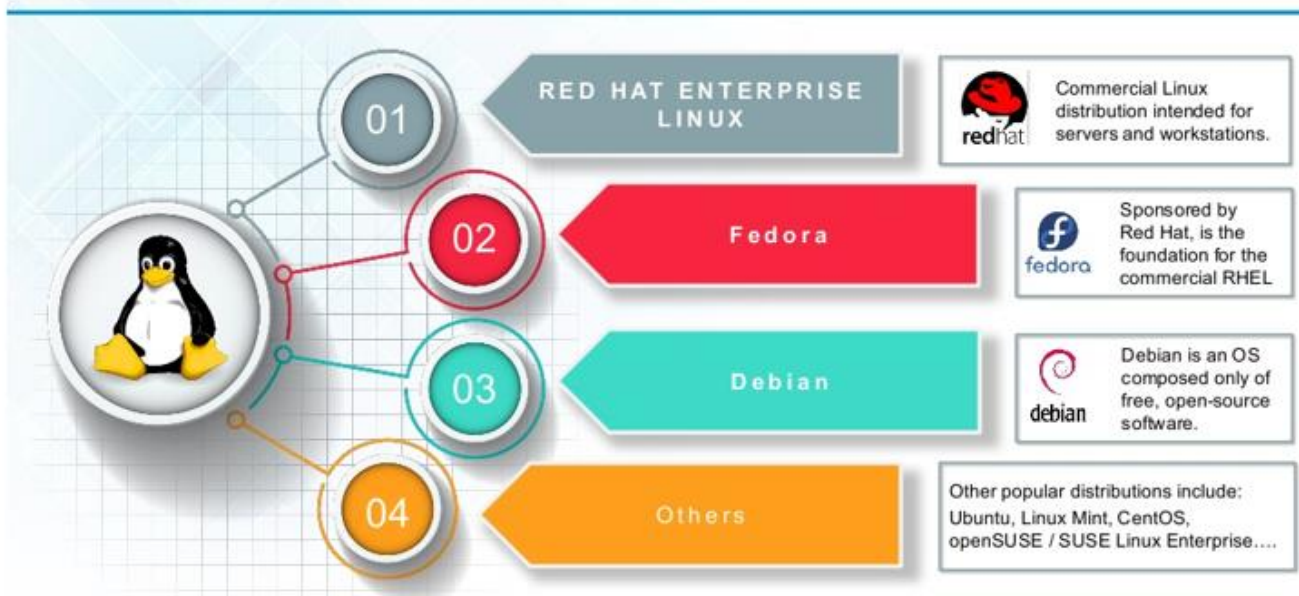 01
RED HAT ENTERPRISE
LINUX
redhat
Commercial Linux
distribution intended for
servers and workstations.
02
Fedora
fedora
Sponsored by
Red Hat, is the
foundation for the
commercial RHEL
03
Debian
debian
Debian is an OS
composed only of
free, open-source
software.
04
Others
Other popular distributions include:
Ubuntu, Linux Mint, CentOS,
openSUSE / SUSE Linux Enterprise....